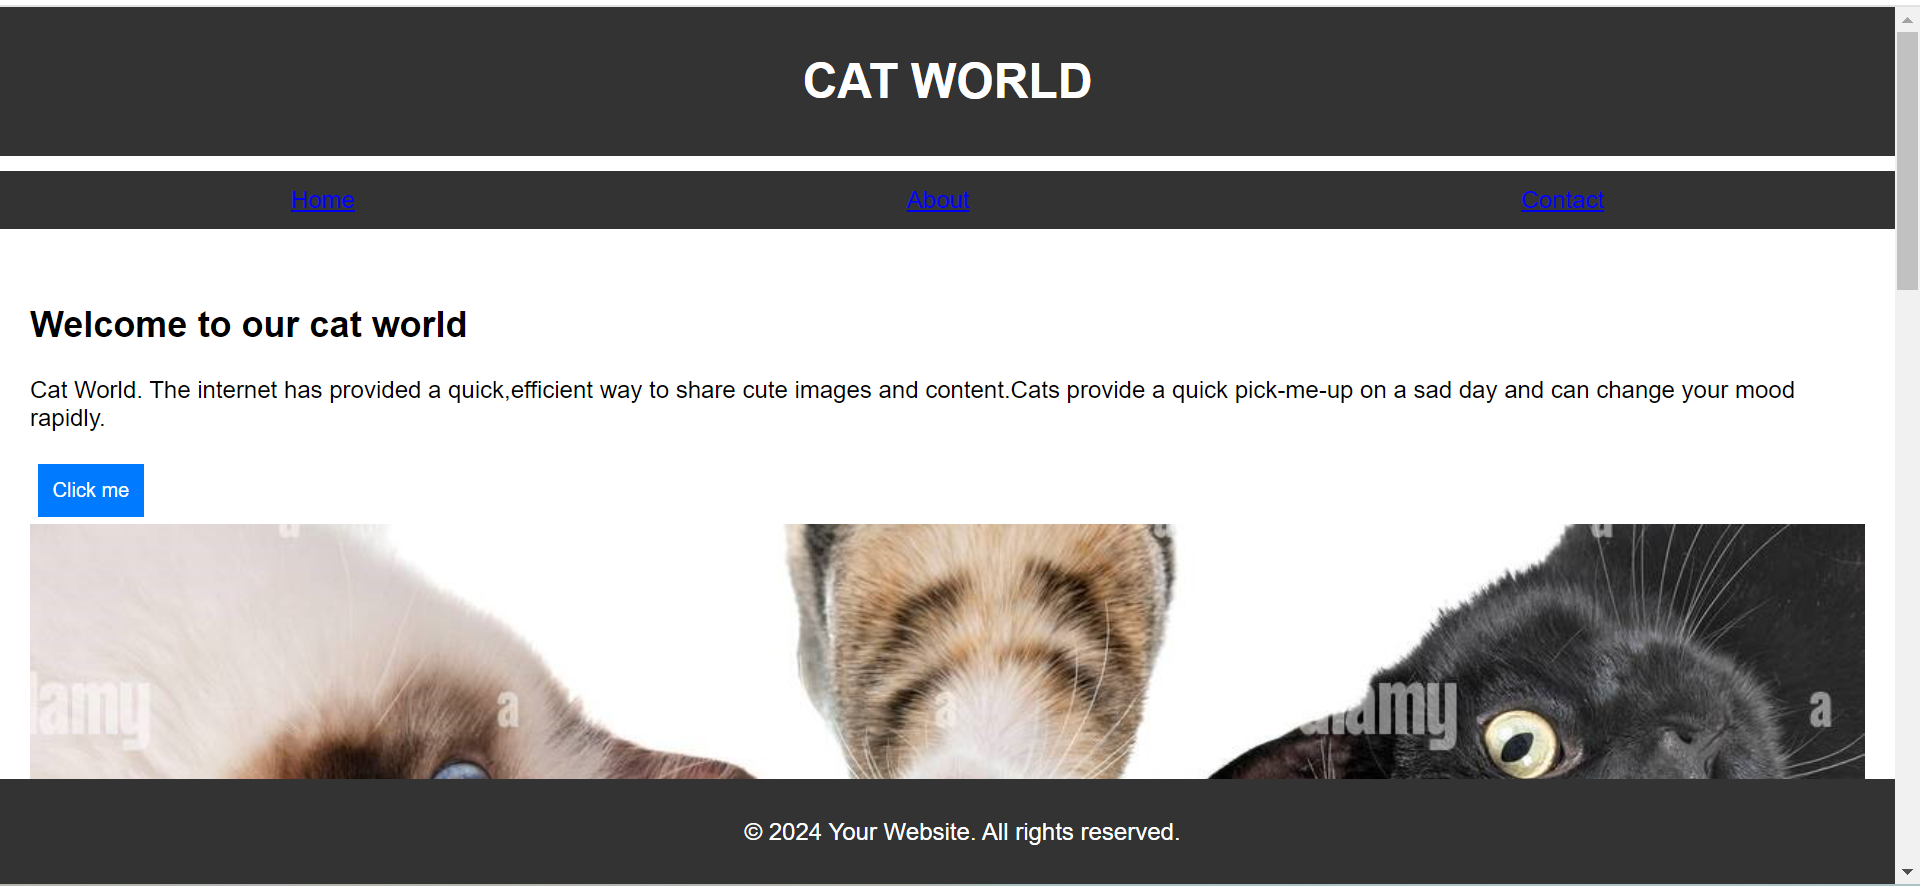 CAT WORLD
Home About Contact
Welcome to our cat world
Cat World. The internet has provided a quick,efficient way to share cute images and content.Cats provide a quick pick-me-up on a sad day and can change your mood
rapidly.
Click me
a a a
lamy a a alamy a
© 2024 Your Website. All rights reserved.